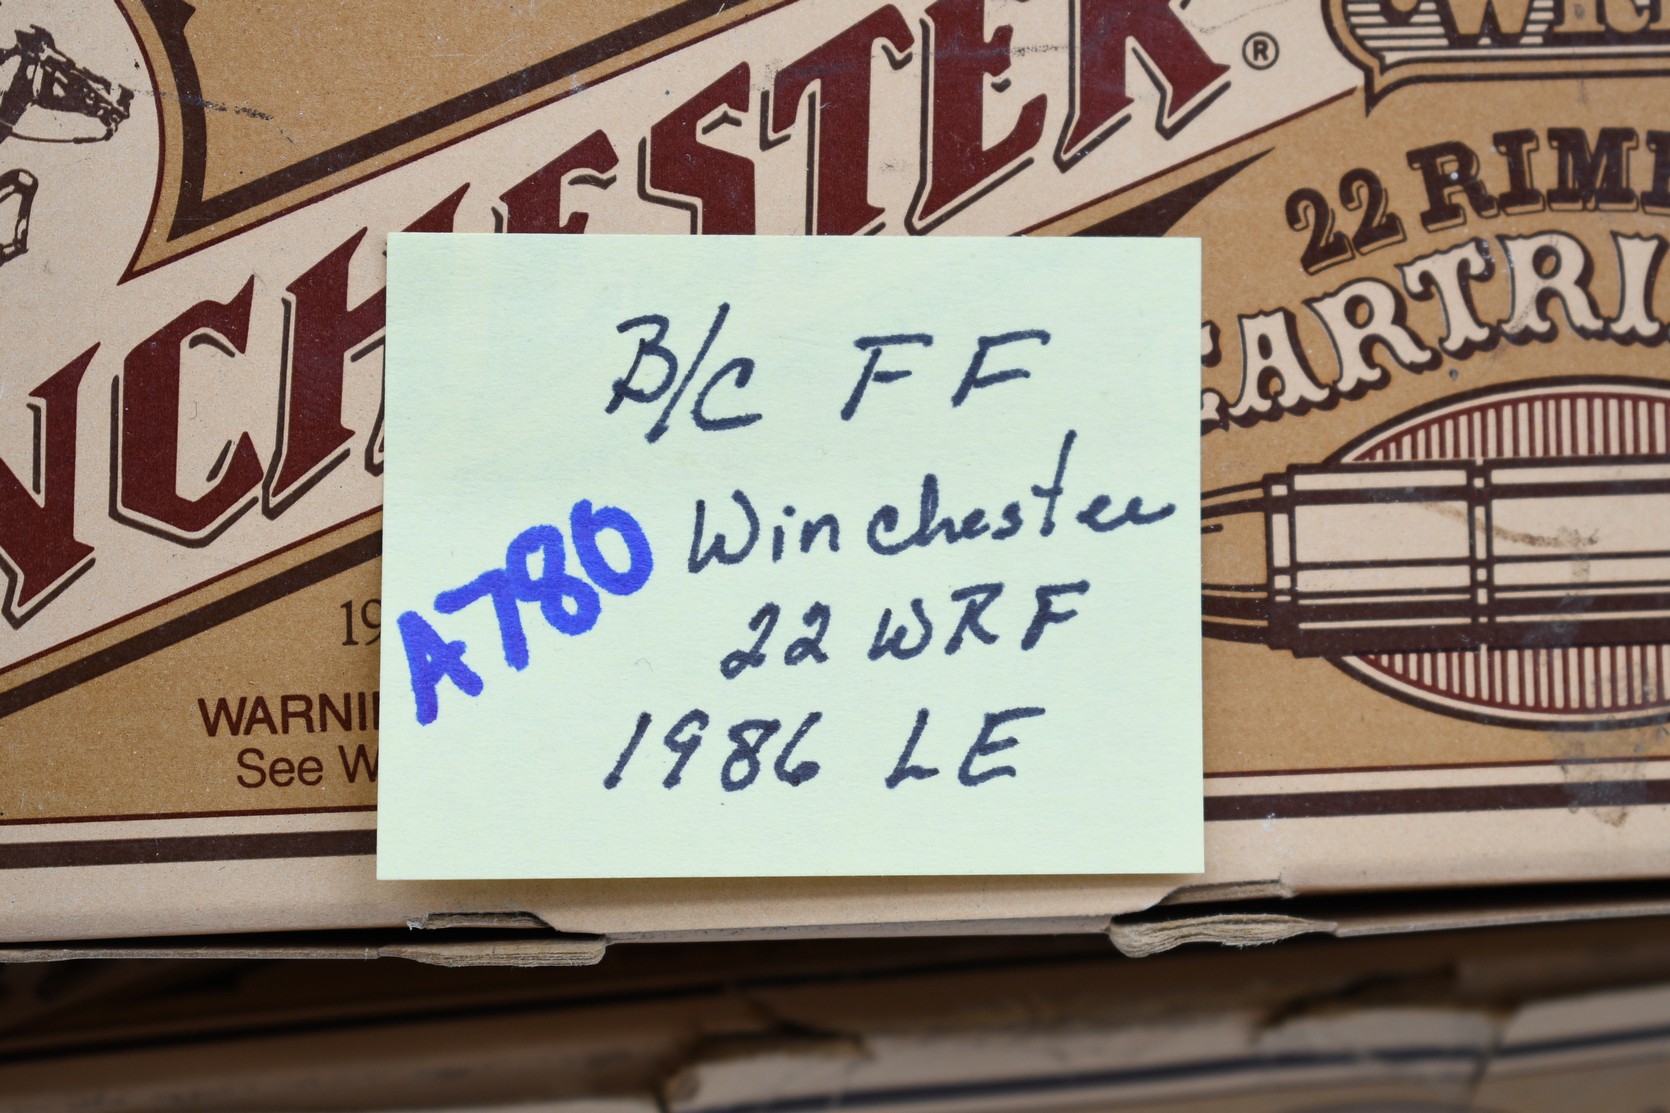 NCHESTER®
22 RIM
CARTRI
19
WARNI
See W
B/C FF
Winchester
A780
22 WRF
1986 LE